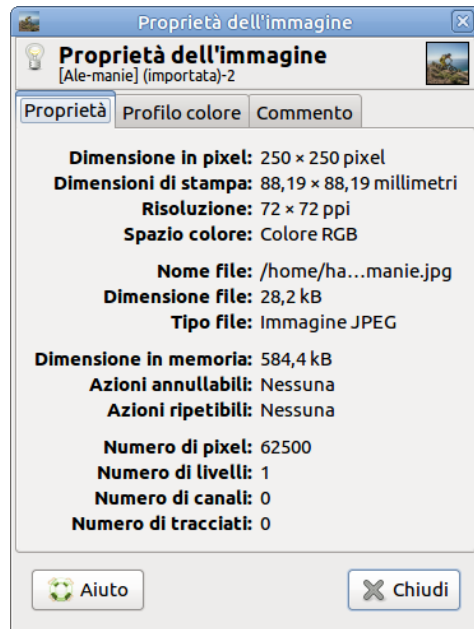 Proprietà dell'immagine
Proprietà dell'immagine
[Ale-manie] (importata)-2
Proprietà Profilo colore Commento
Dimensione in pixel: 250 × 250 pixel
Dimensioni di stampa: 88,19 × 88,19 millimetri
Risoluzione: 72 × 72 ppi
Spazio colore: Colore RGB
Nome file: /home/ha…manie.jpg
Dimensione file: 28,2 kB
Tipo file: Immagine JPEG
Dimensione in memoria: 584,4 kB
Azioni annullabili: Nessuna
Azioni ripetibili: Nessuna
Numero di pixel: 62500
Numero di livelli: 1
Numero di canali: 0
Numero di tracciati: 0
Aiuto Chiudi